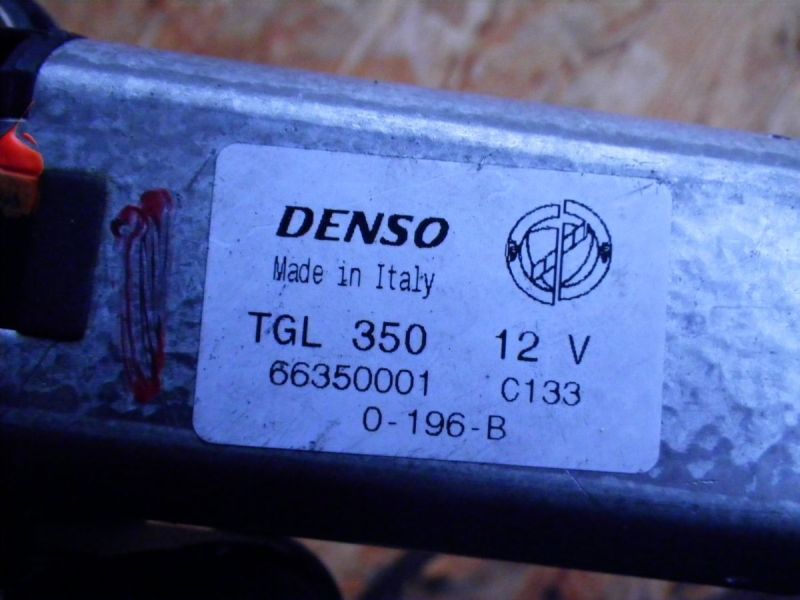 DENSO
Made in Italy
TGL 350 12 V
66350001 C133
0-196-B